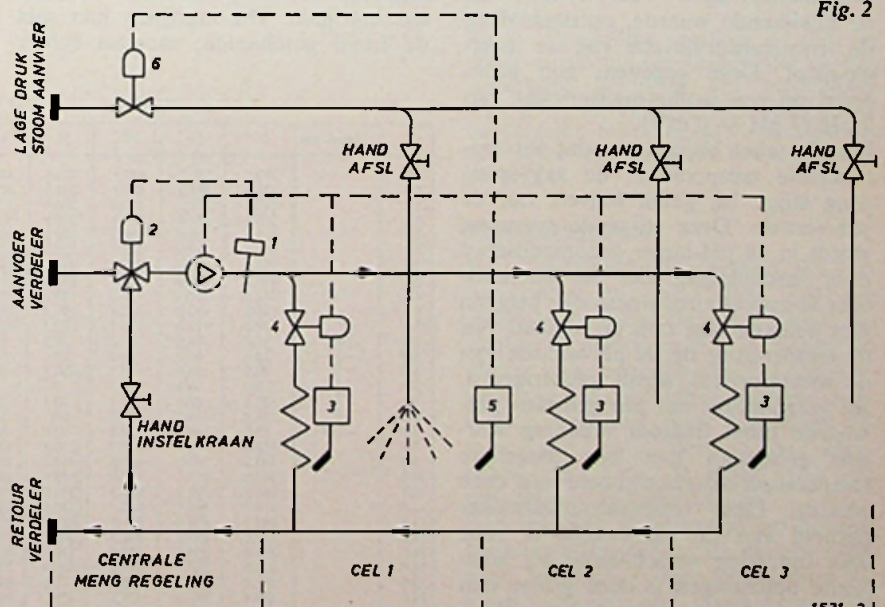 Fig. 2
LAGE DRUK
STOOM AANVOER
6
HAND
AFSL
HAND
AFSL
HAND
AFSL
AANVOER
VERDELER
2
1
4
3
5
4
3
4
3
HAND
INSTELKRAAN
RETOUR
VERDELER
CENTRALE
MENG REGELING
CEL 1
CEL 2
CEL 3